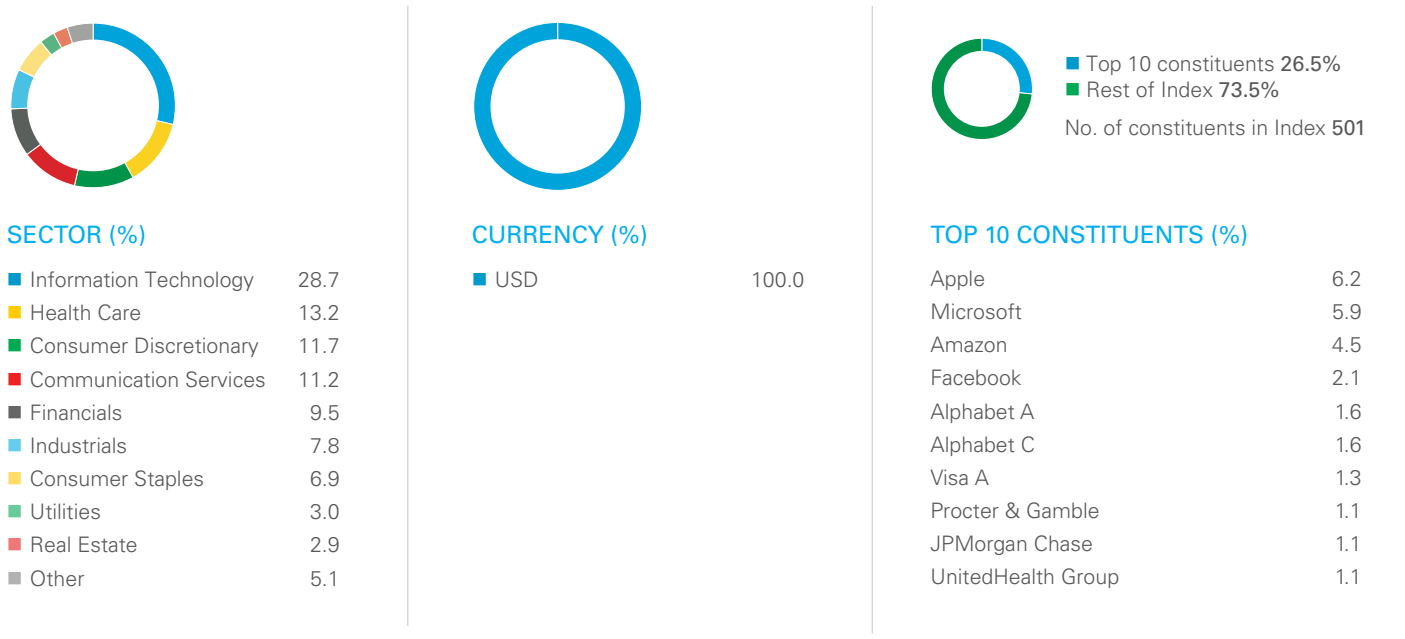 SECTOR (%)
Information Technology 28.7
Health Care 13.2
Consumer Discretionary 11.7
Communication Services 11.2
Financials 9.5
Industrials 7.8
Consumer Staples 6.9
Utilities 3.0
Real Estate 2.9
Other 5.1
CURRENCY (%)
USD 100.0
Top 10 constituents 26.5%
Rest of Index 73.5%
No. of constituents in Index 501
TOP 10 CONSTITUENTS (%)
Apple 6.2
Microsoft 5.9
Amazon 4.5
Facebook 2.1
Alphabet A 1.6
Alphabet C 1.6
Visa A 1.3
Procter & Gamble 1.1
JPMorgan Chase 1.1
UnitedHealth Group 1.1